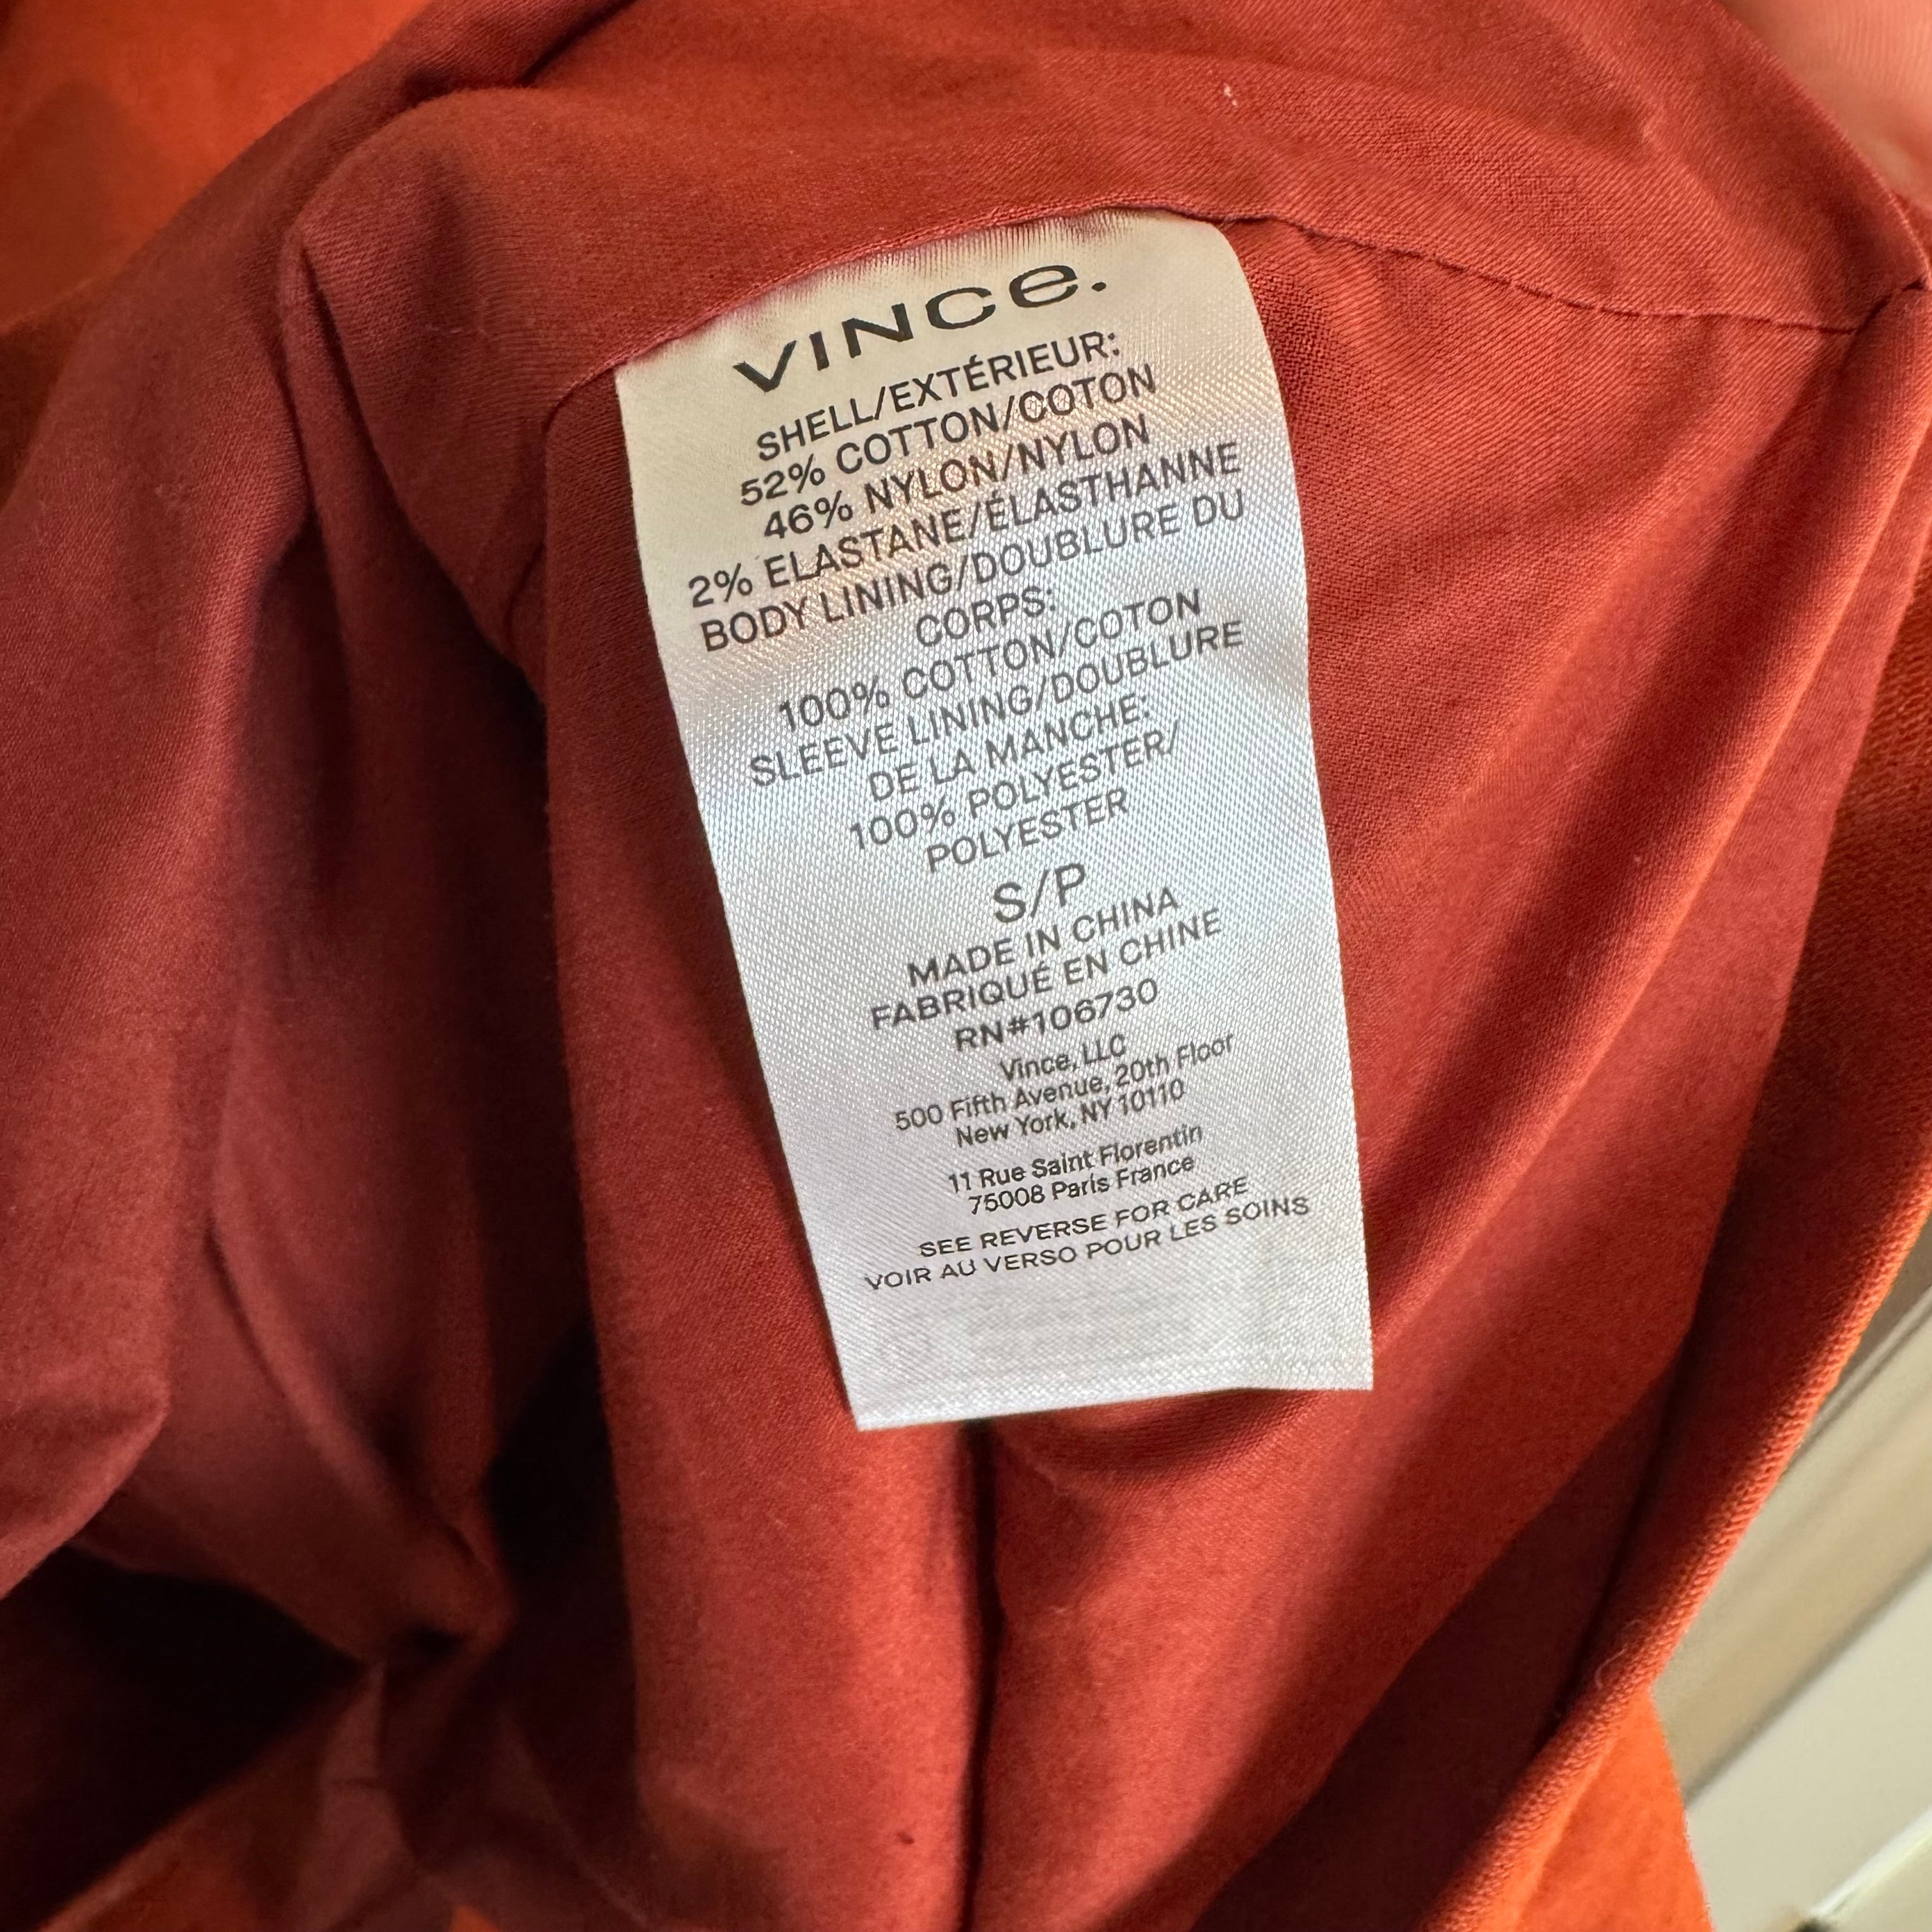 VINCE.
SHELL/EXTÉRIEUR:
52% COTTON/COTON
46% NYLON/NYLON
2% ELASTANE/ÉLASTHANNE
BODY LINING/DOUBLURE DU
CORPS:
100% COTTON/COTON
SLEEVE LINING/DOUBLURE
DE LA MANCHE:
100% POLYESTER/
POLYESTER
S/P
MADE IN CHINA
FABRIQUÉ EN CHINE
RN#106730
Vince, LLC
500 Fifth Avenue, 20th Floor
New York, NY 10110
11 Rue Saint Florentin
75008 Paris France
SEE REVERSE FOR CARE
VOIR AU VERSO POUR LES SOINS